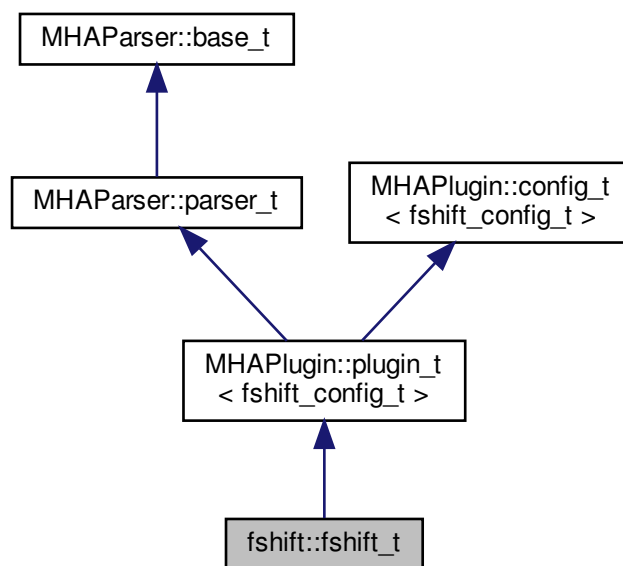 MHAParser::base_t
MHAParser::parser_t
MHAPlugin::config_t
< fshift_config_t >
MHAPlugin::plugin_t
< fshift_config_t >
fshift::fshift_t